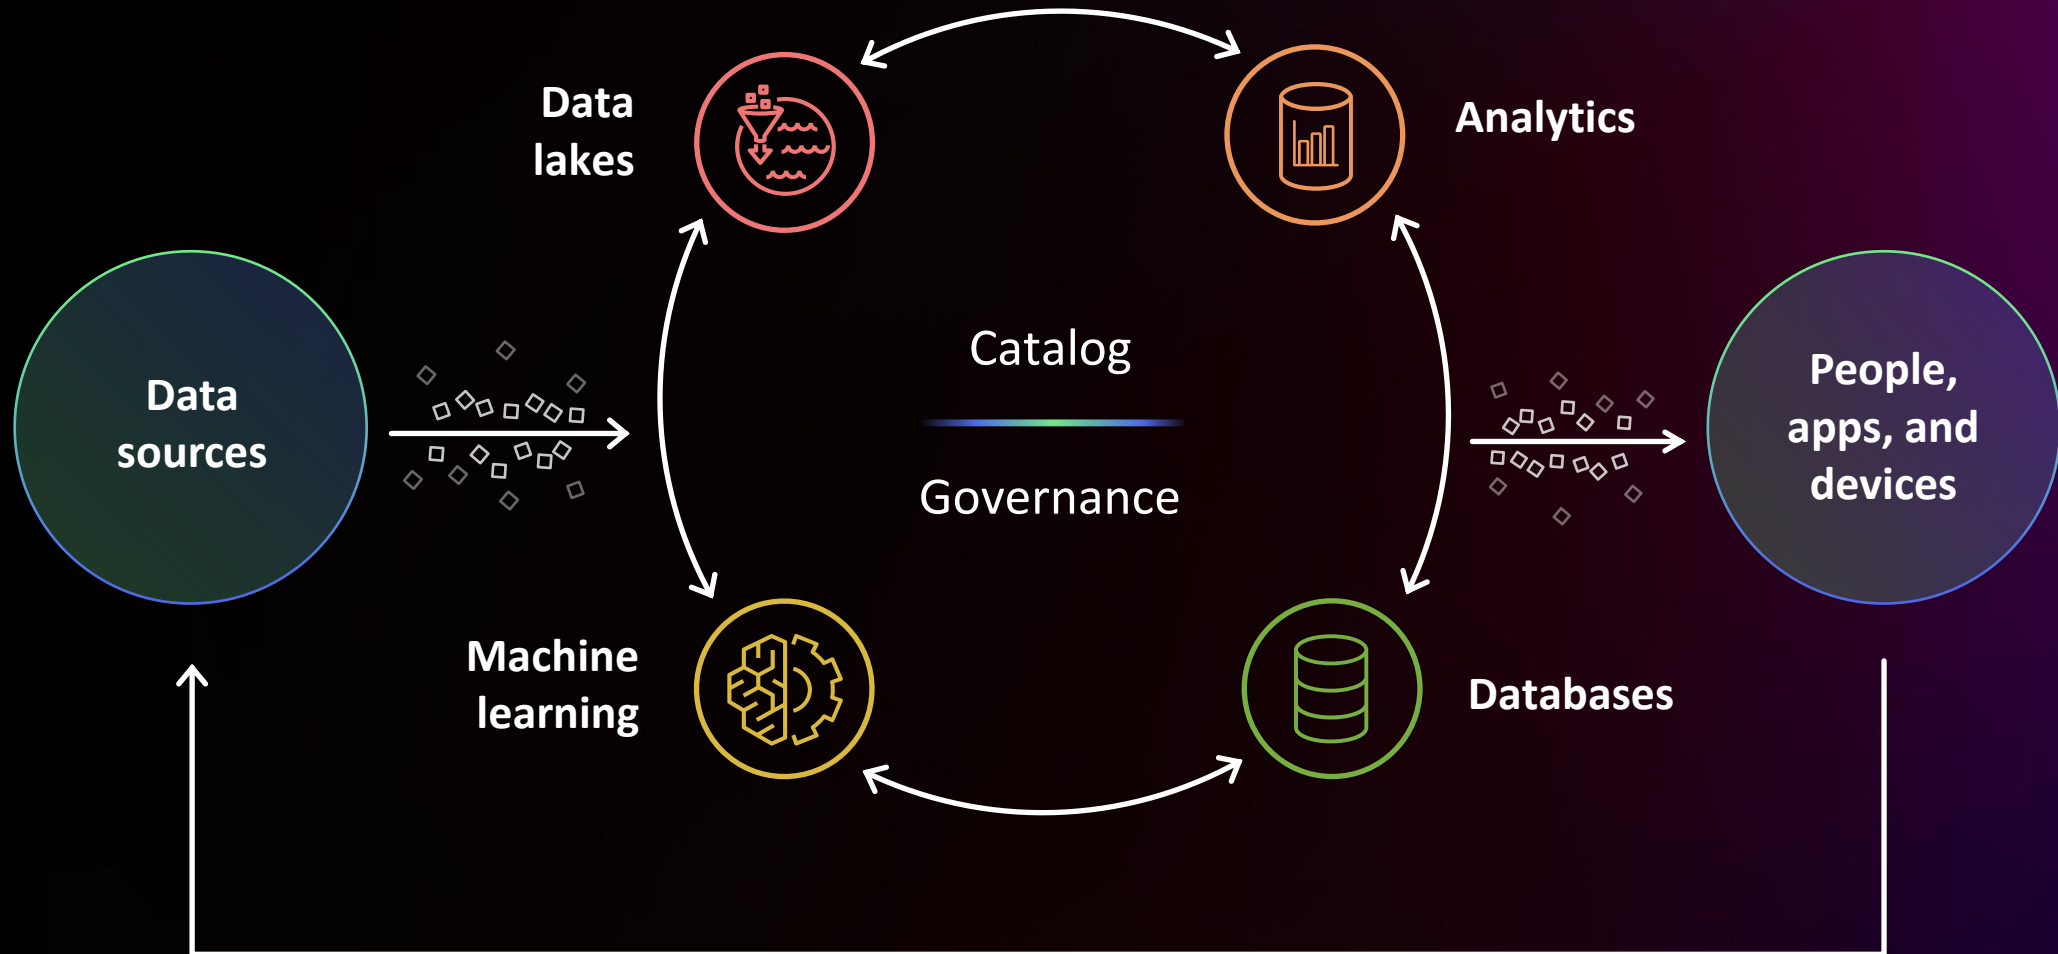 Data
lakes
Analytics
Data
sources
Catalog
Governance
People,
apps, and
devices
Machine
learning
Databases